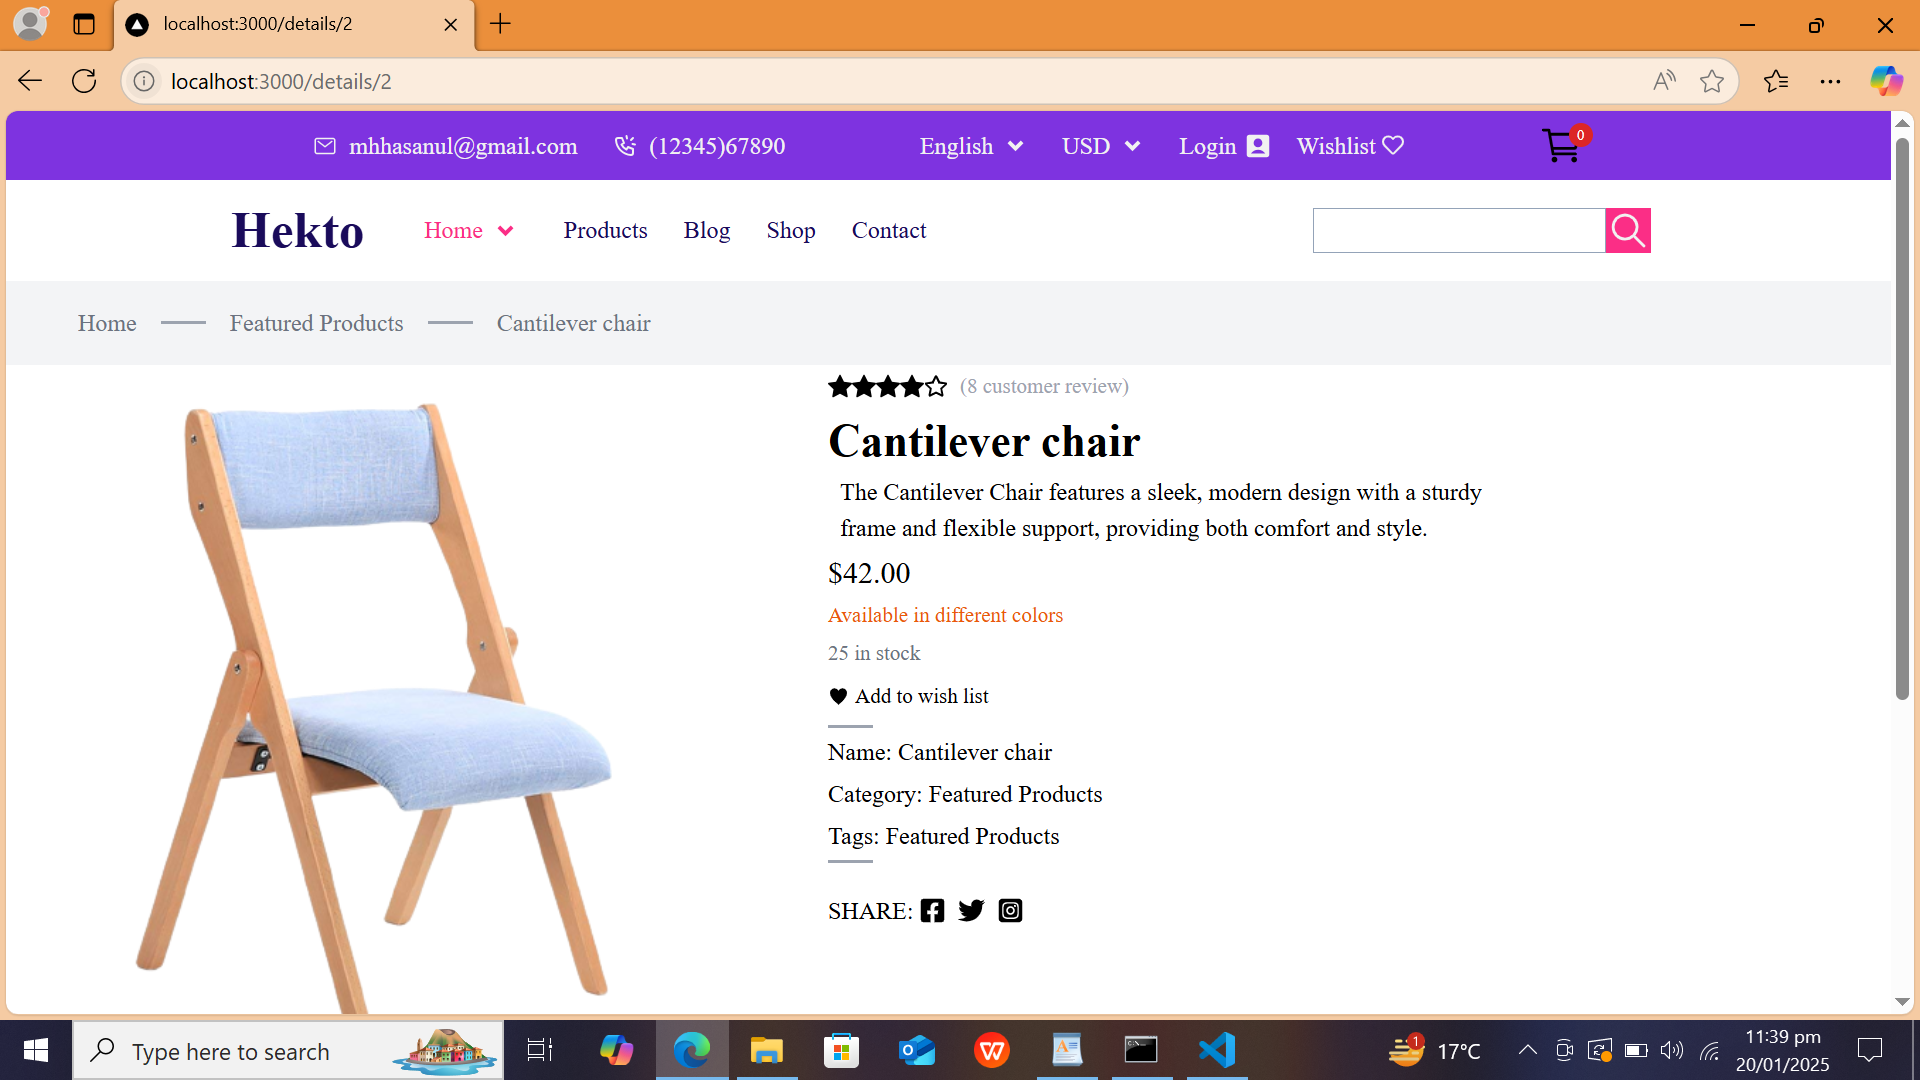 localhost:3000/details/2
localhost:3000/details/2
mhhasanul@gmail.com (12345)67890 English USD Login Wishlist 0
Hekto Home Products Blog Shop Contact
Home Featured Products Cantilever chair
(8 customer review)
Cantilever chair
The Cantilever Chair features a sleek, modern design with a sturdy
frame and flexible support, providing both comfort and style.
$42.00
Available in different colors
25 in stock
Add to wish list
Name: Cantilever chair
Category: Featured Products
Tags: Featured Products
SHARE:
Type here to search
1 17°C
11:39 pm
20/01/2025